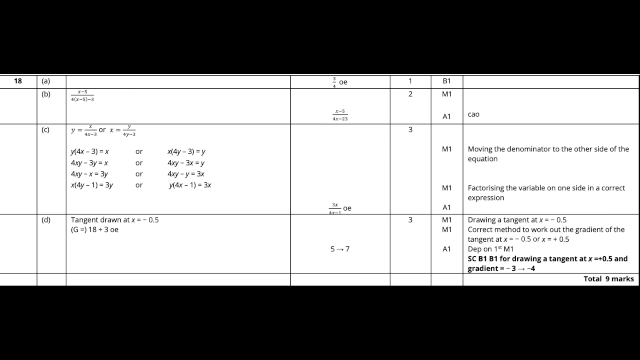 18 (a) 3/4 oe 1 B1
(b) x−5/4(x−5)−3 2 M1
x−5/4x−23 A1 cao
(c) y = x/4x−3 or x = y/4y−3 3
y(4x – 3) = x or x(4y – 3) = y M1 Moving the denominator to the other side of the
equation
4xy – 3y = x or 4xy – 3x = y
4xy – x = 3y or 4xy – y = 3x
x(4y – 1) = 3y or y(4x – 1) = 3x M1 Factorising the variable on one side in a correct
expression
3x/4x−1 oe A1
(d) Tangent drawn at x = – 0.5 3 M1 Drawing a tangent at x = – 0.5
(G =) 18 ÷ 3 oe M1 Correct method to work out the gradient of the
tangent at x = – 0.5 or x = + 0.5
5 → 7 A1 Dep on 1st M1
SC B1 B1 for drawing a tangent at x =+0.5 and
gradient = – 3 → –4
Total 9 marks